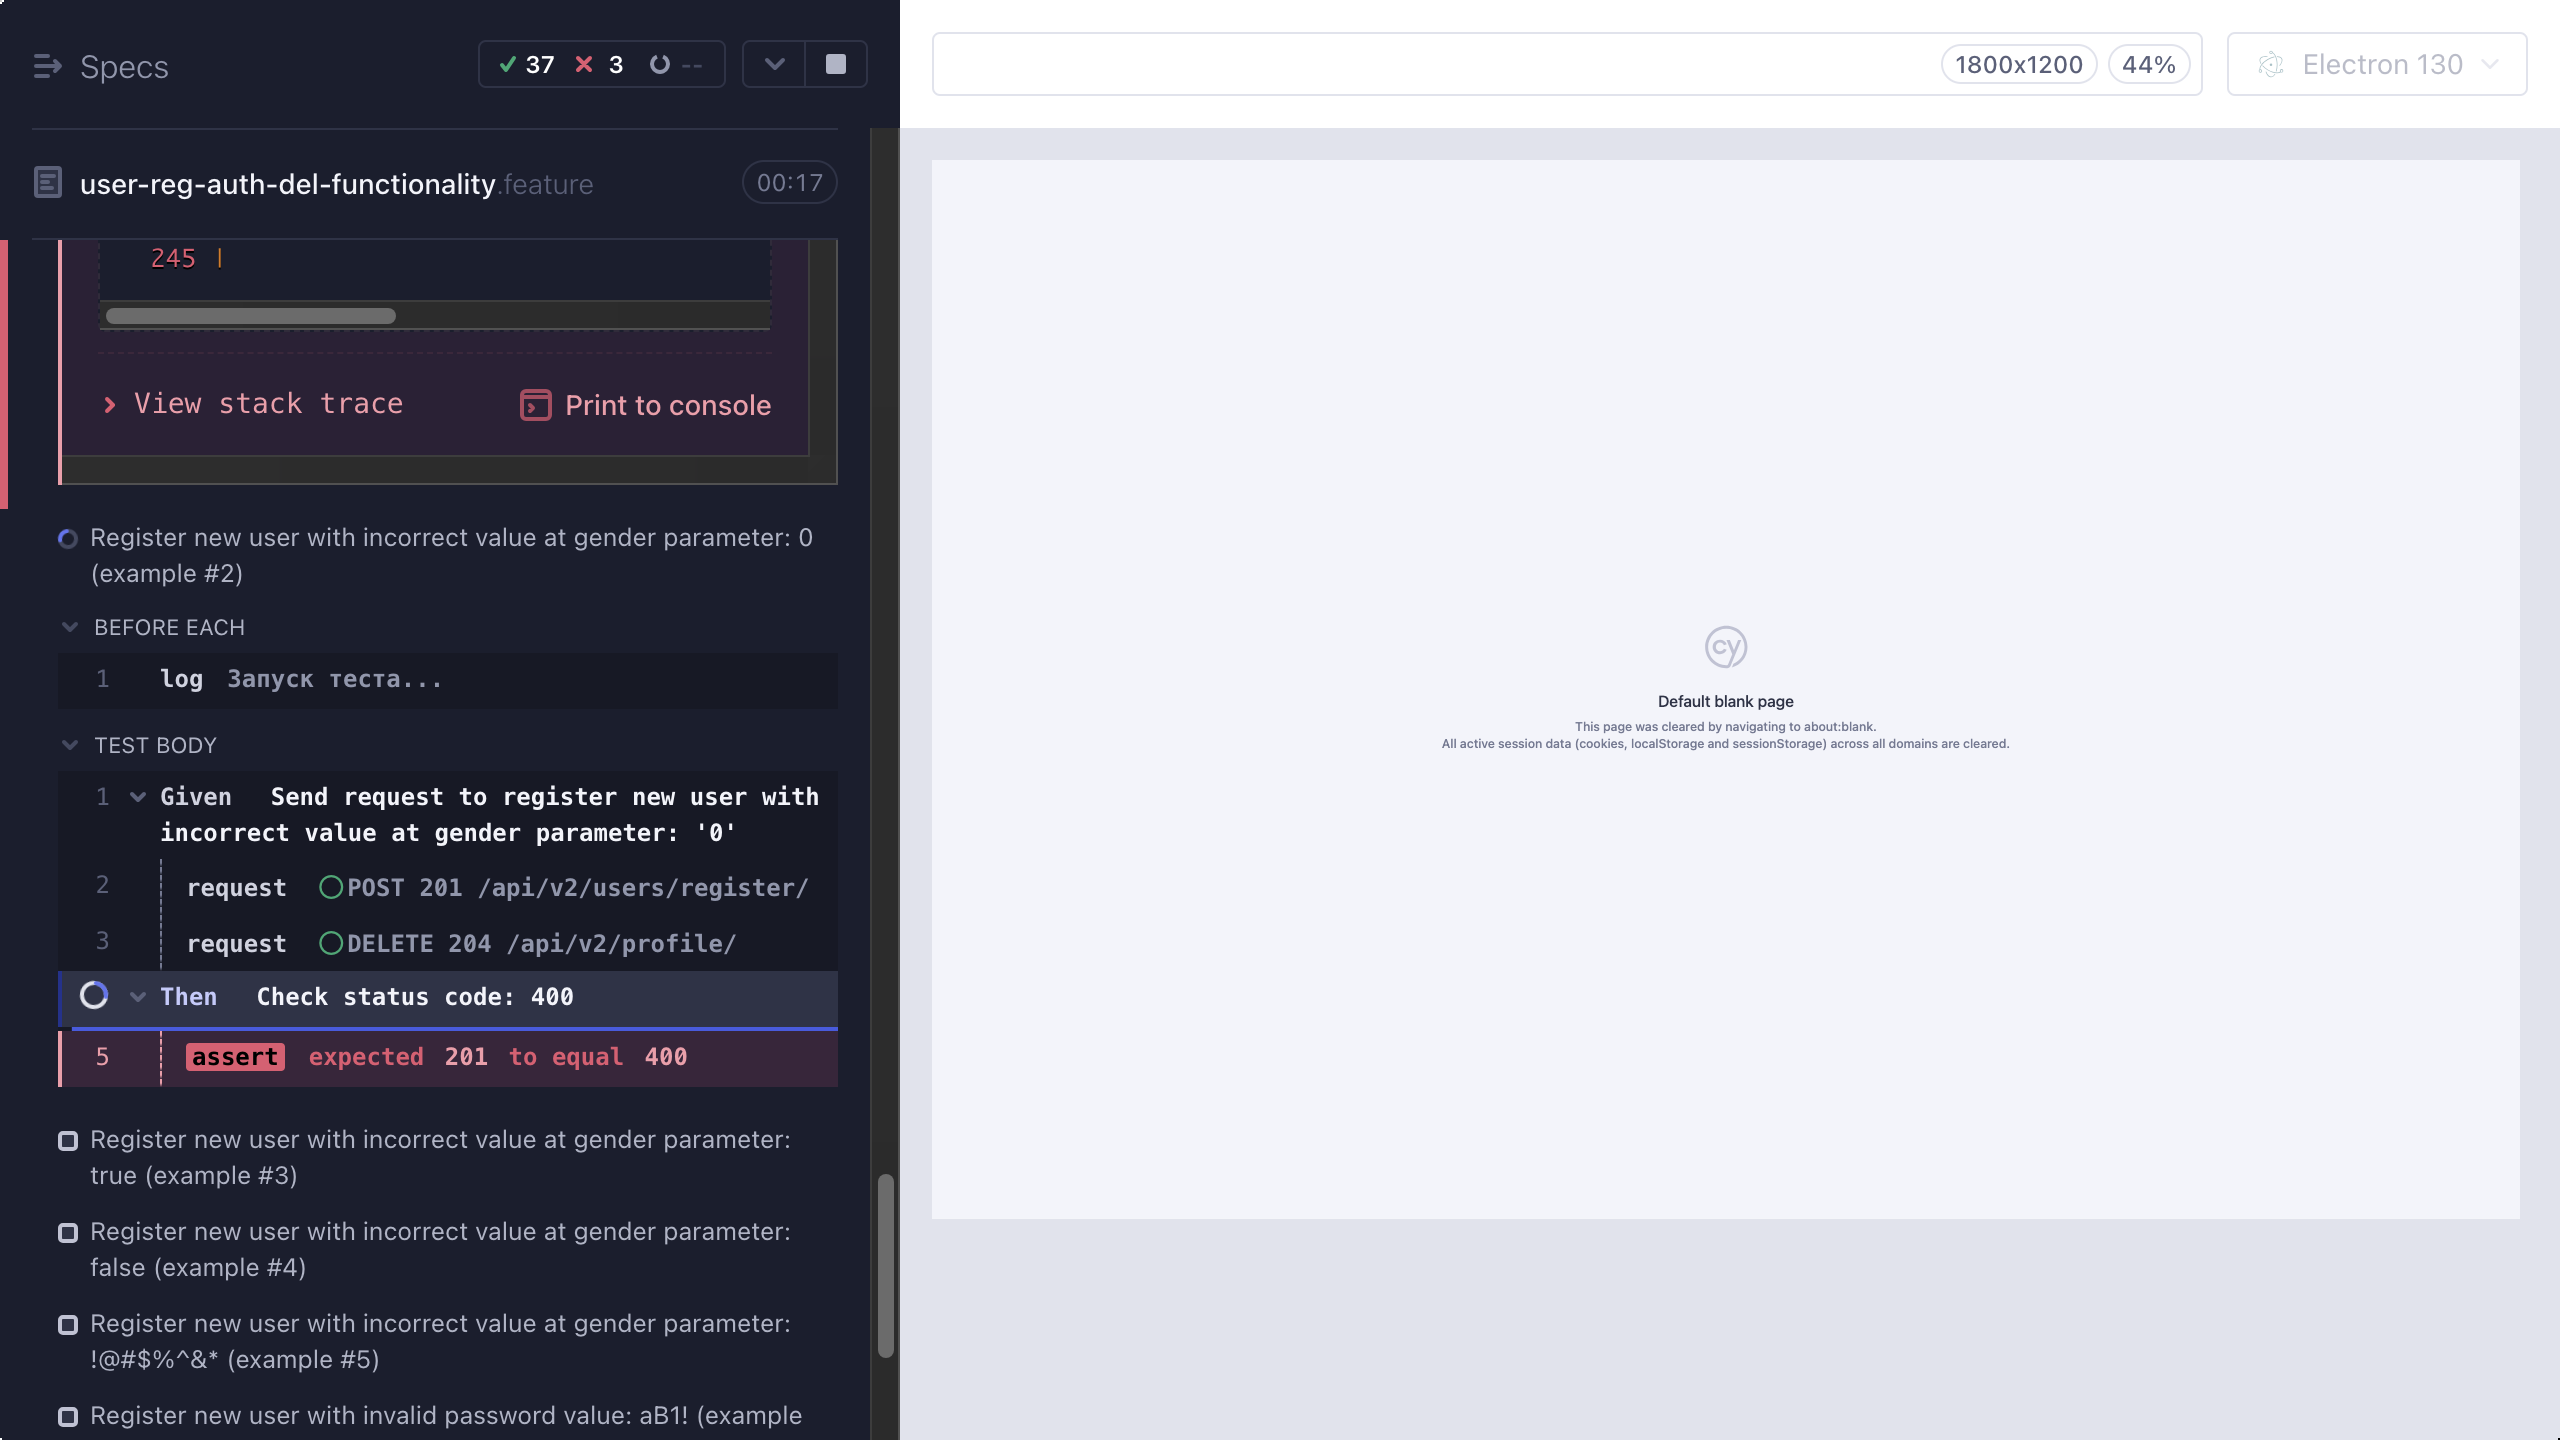 Specs
37 3 --
1800x1200 44% Electron 130
user-reg-auth-del-functionality.feature 00:17
245 |
View stack trace Print to console
Register new user with incorrect value at gender parameter: 0
(example #2)
BEFORE EACH
1 log Запуск теста...
TEST BODY
1 Given Send request to register new user with
incorrect value at gender parameter: '0'
2 request POST 201 /api/v2/users/register/
3 request DELETE 204 /api/v2/profile/
Then Check status code: 400
5 assert expected 201 to equal 400
Register new user with incorrect value at gender parameter:
true (example #3)
Register new user with incorrect value at gender parameter:
false (example #4)
Register new user with incorrect value at gender parameter:
!@#$%^&* (example #5)
Register new user with invalid password value: aB1! (example
cy
Default blank page
This page was cleared by navigating to about:blank.
All active session data (cookies, localStorage and sessionStorage) across all domains are cleared.